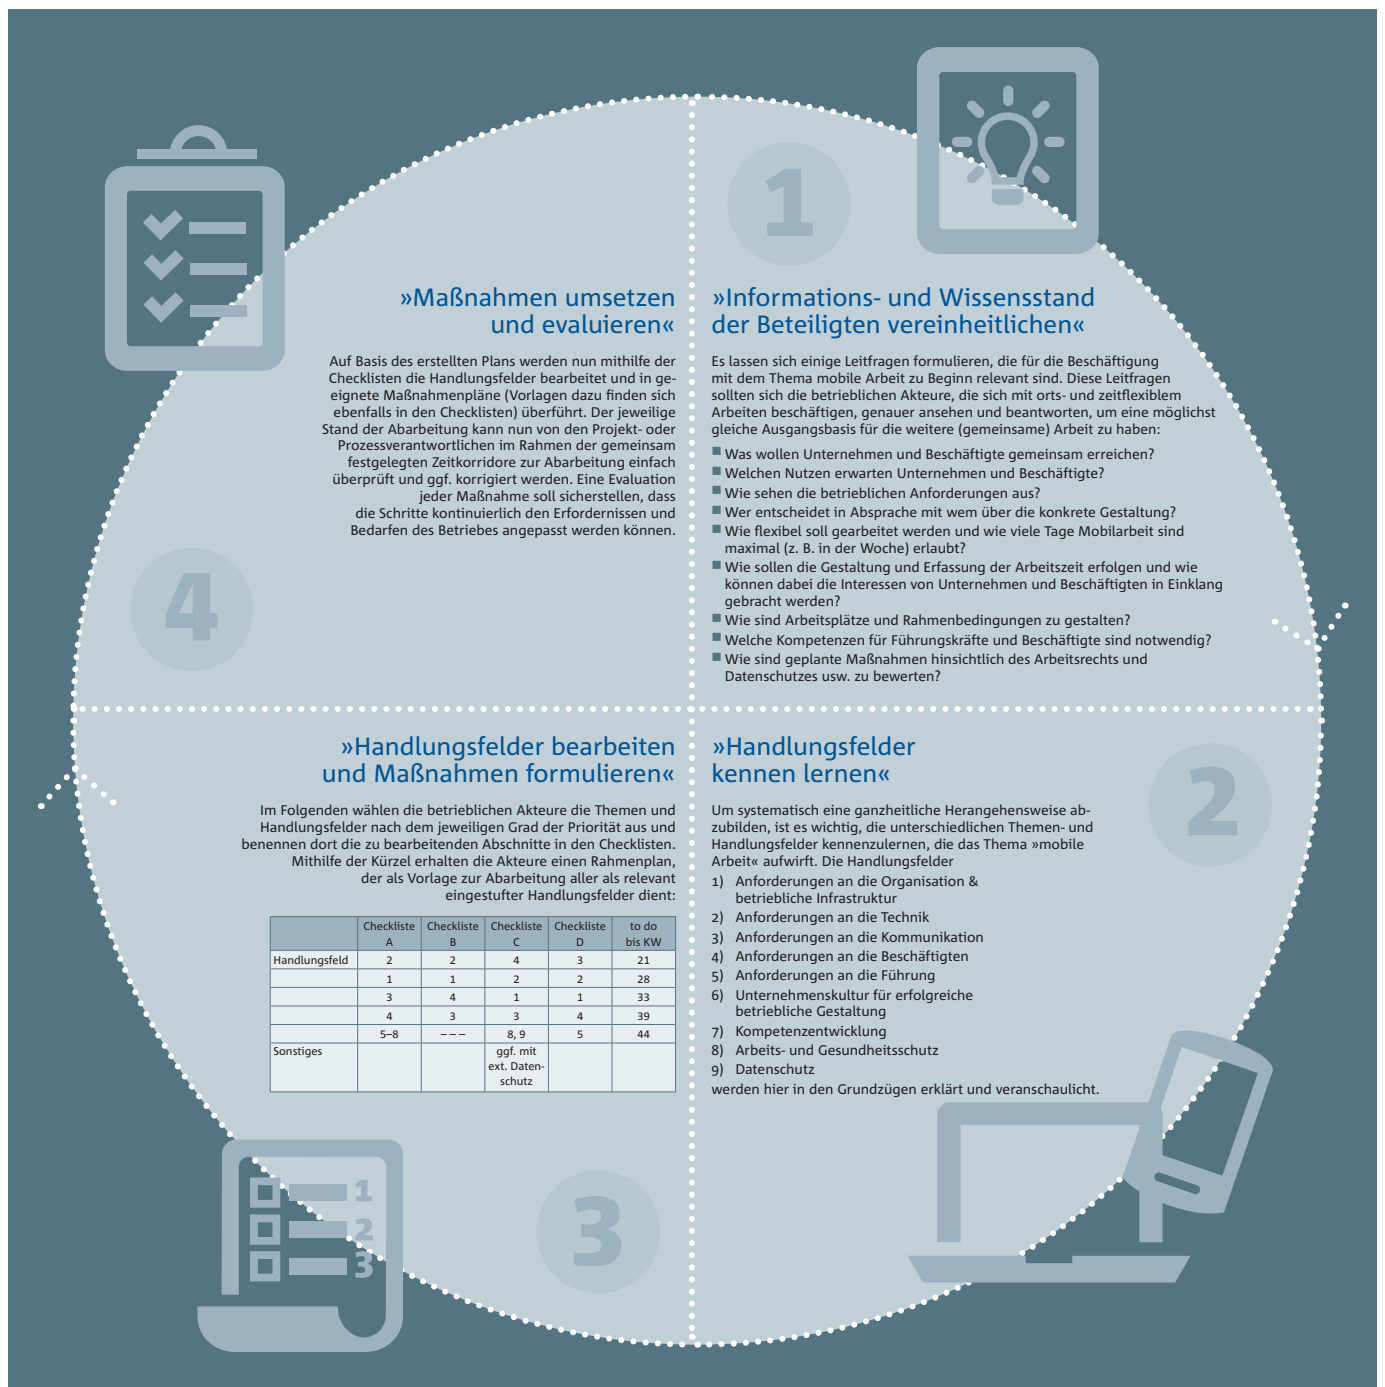 1
»Informations- und Wissensstand
der Beteiligten vereinheitlichen«
Es lassen sich einige Leitfragen formulieren, die für die Beschäftigung
mit dem Thema mobile Arbeit zu Beginn relevant sind. Diese Leitfragen
sollten sich die betrieblichen Akteure, die sich mit orts- und zeitflexiblem
Arbeiten beschäftigen, genauer ansehen und beantworten, um eine möglichst
gleiche Ausgangsbasis für die weitere (gemeinsame) Arbeit zu haben:
■ Was wollen Unternehmen und Beschäftigte gemeinsam erreichen?
■ Welchen Nutzen erwarten Unternehmen und Beschäftigte?
■ Wie sehen die betrieblichen Anforderungen aus?
■ Wer entscheidet in Absprache mit wem über die konkrete Gestaltung?
■ Wie flexibel soll gearbeitet werden und wie viele Tage Mobilarbeit sind
maximal (z. B. in der Woche) erlaubt?
■ Wie sollen die Gestaltung und Erfassung der Arbeitszeit erfolgen und wie
können dabei die Interessen von Unternehmen und Beschäftigten in Einklang
gebracht werden?
■ Wie sind Arbeitsplätze und Rahmenbedingungen zu gestalten?
■ Welche Kompetenzen für Führungskräfte und Beschäftigte sind notwendig?
■ Wie sind geplante Maßnahmen hinsichtlich des Arbeitsrechts und
Datenschutzes usw. zu bewerten?
2
»Handlungsfelder
kennen lernen«
Um systematisch eine ganzheitliche Herangehensweise ab-
zubilden, ist es wichtig, die unterschiedlichen Themen- und
Handlungsfelder kennenzulernen, die das Thema »mobile
Arbeit« aufwirft. Die Handlungsfelder
1) Anforderungen an die Organisation &
betriebliche Infrastruktur
2) Anforderungen an die Technik
3) Anforderungen an die Kommunikation
4) Anforderungen an die Beschäftigten
5) Anforderungen an die Führung
6) Unternehmenskultur für erfolgreiche
betriebliche Gestaltung
7) Kompetenzentwicklung
8) Arbeits- und Gesundheitsschutz
9) Datenschutz
werden hier in den Grundzügen erklärt und veranschaulicht.
»Handlungsfelder bearbeiten
und Maßnahmen formulieren«
Im Folgenden wählen die betrieblichen Akteure die Themen und
Handlungsfelder nach dem jeweiligen Grad der Priorität aus und
benennen dort die zu bearbeitenden Abschnitte in den Checklisten.
Mithilfe der Kürzel erhalten die Akteure einen Rahmenplan,
der als Vorlage zur Abarbeitung aller als relevant
eingestufter Handlungsfelder dient:
Checkliste Checkliste Checkliste Checkliste to do
A B C D bis KW
Handlungsfeld 2 2 4 3 21
1 1 2 2 28
3 4 1 1 33
4 3 3 4 39
5–8 – – – 8, 9 5 44
Sonstiges ggf. mit
ext. Daten-
schutz
1
2
3
3
»Maßnahmen umsetzen
und evaluieren«
Auf Basis des erstellten Plans werden nun mithilfe der
Checklisten die Handlungsfelder bearbeitet und in ge-
eignete Maßnahmenpläne (Vorlagen dazu finden sich
ebenfalls in den Checklisten) überführt. Der jeweilige
Stand der Abarbeitung kann nun von den Projekt- oder
Prozessverantwortlichen im Rahmen der gemeinsam
festgelegten Zeitkorridore zur Abarbeitung einfach
überprüft und ggf. korrigiert werden. Eine Evaluation
jeder Maßnahme soll sicherstellen, dass
die Schritte kontinuierlich den Erfordernissen und
Bedarfen des Betriebes angepasst werden können.
4